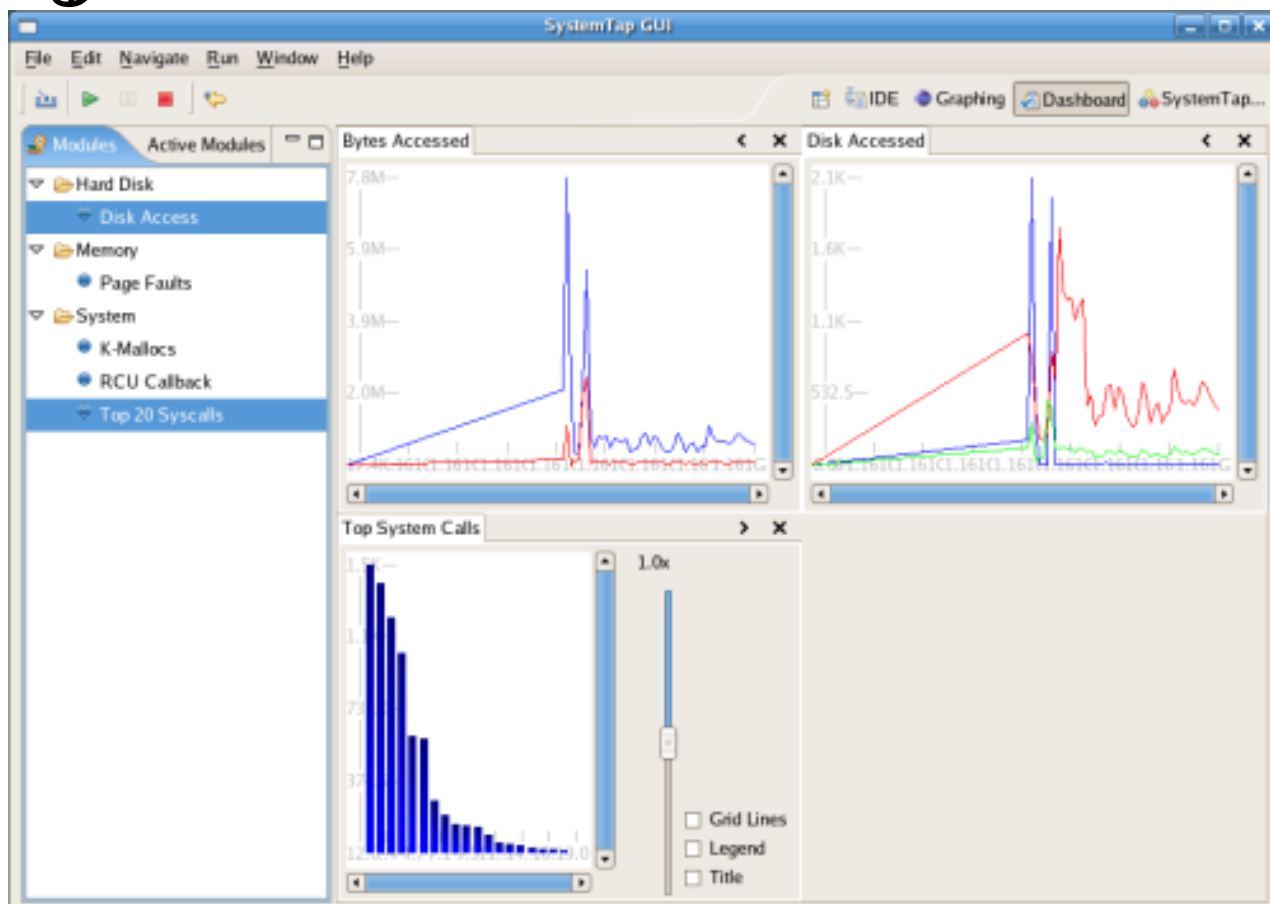 SystemTap GUI
File Edit Navigate Run Window Help
IDE Graphing Dashboard SystemTap...
Modules Active Modules
Hard Disk
Disk Access
Memory
Page Faults
System
K-Mallocs
RCU Callback
Top 20 Syscalls
Bytes Accessed
7.8M
5.9M
3.9M
2.0M
Disk Accessed
2.1K
1.6K
1.1K
532.5
Top System Calls
1.5K
1.0x
Grid Lines
Legend
Title